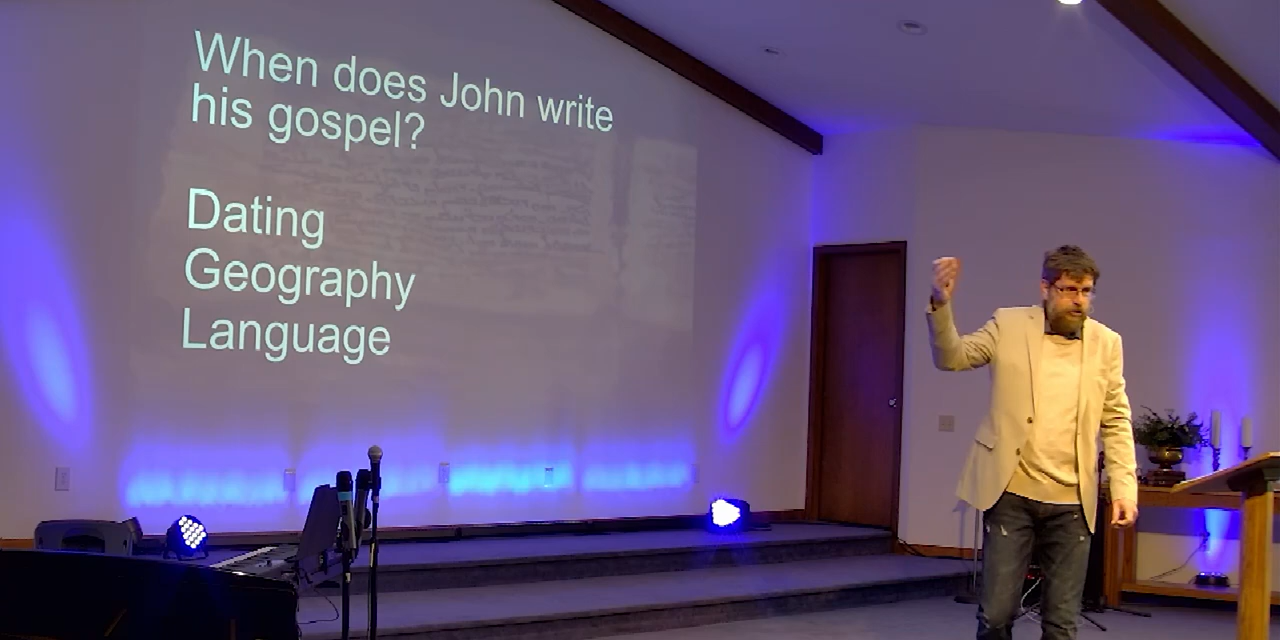 When does John write
his gospel?
Dating
Geography
Language